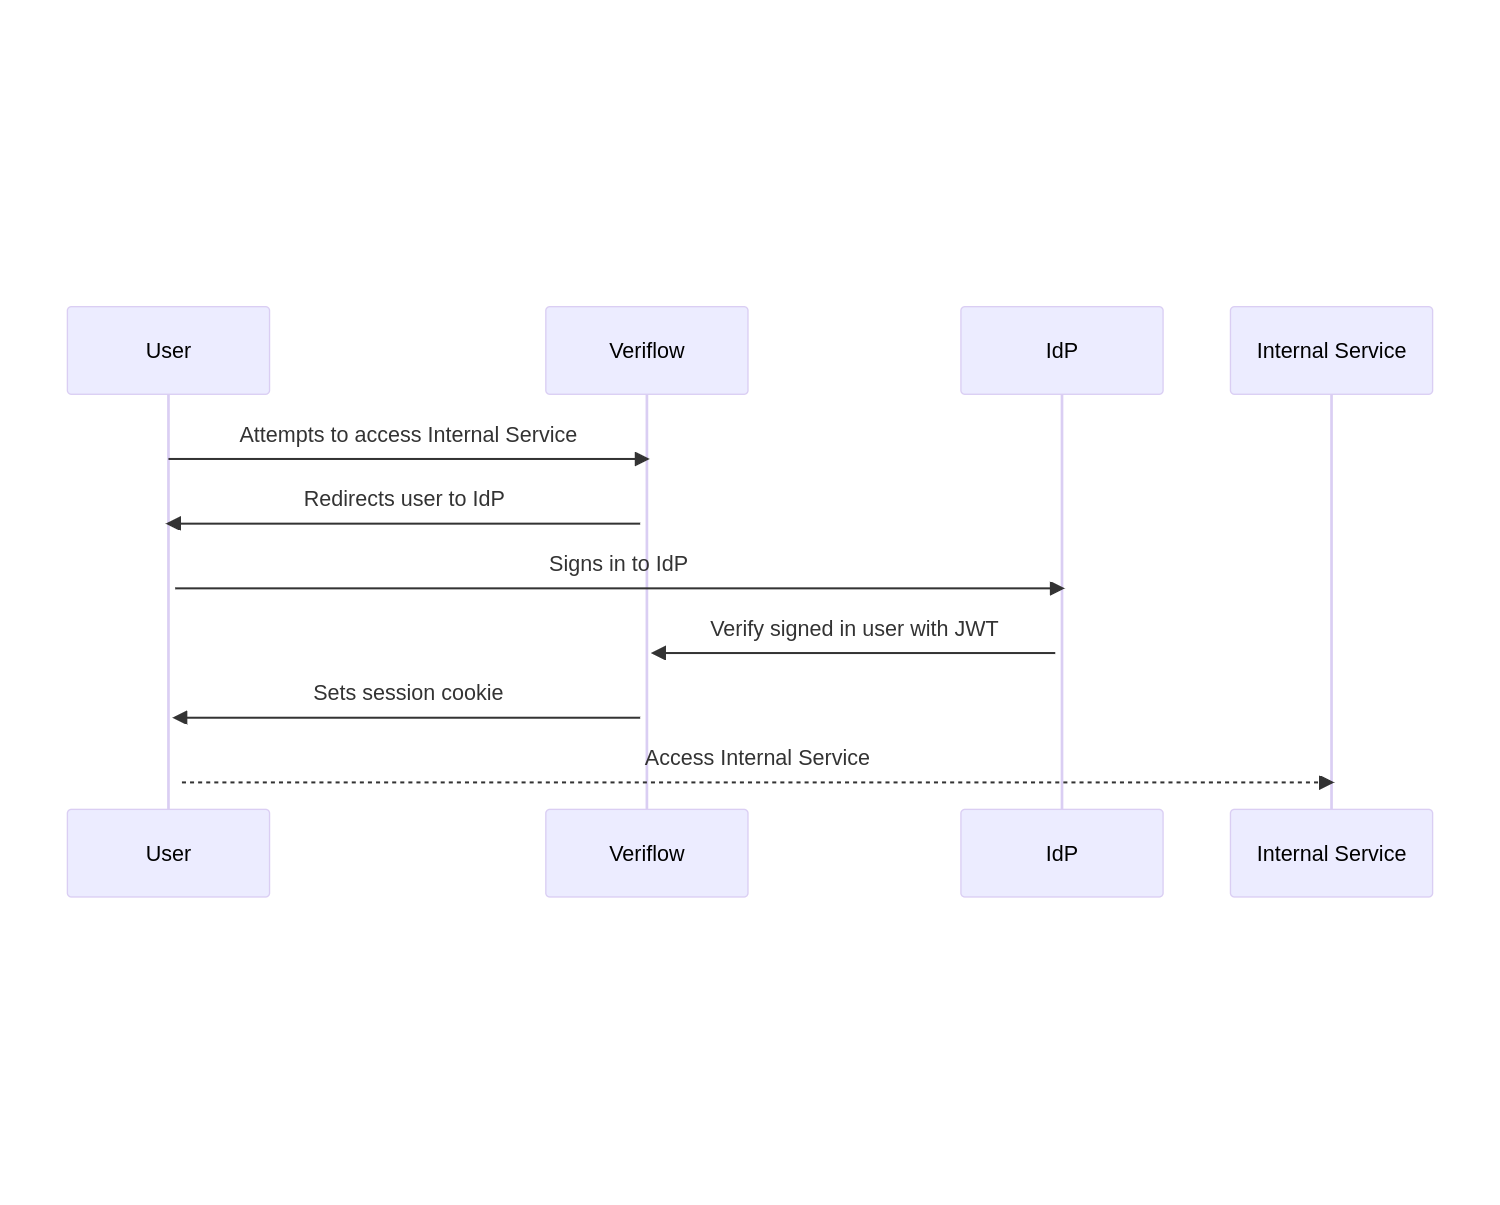 User
Veriflow
IdP
Internal Service
Attempts to access Internal Service
Redirects user to IdP
Signs in to IdP
Verify signed in user with JWT
Sets session cookie
Access Internal Service
User
Veriflow
IdP
Internal Service